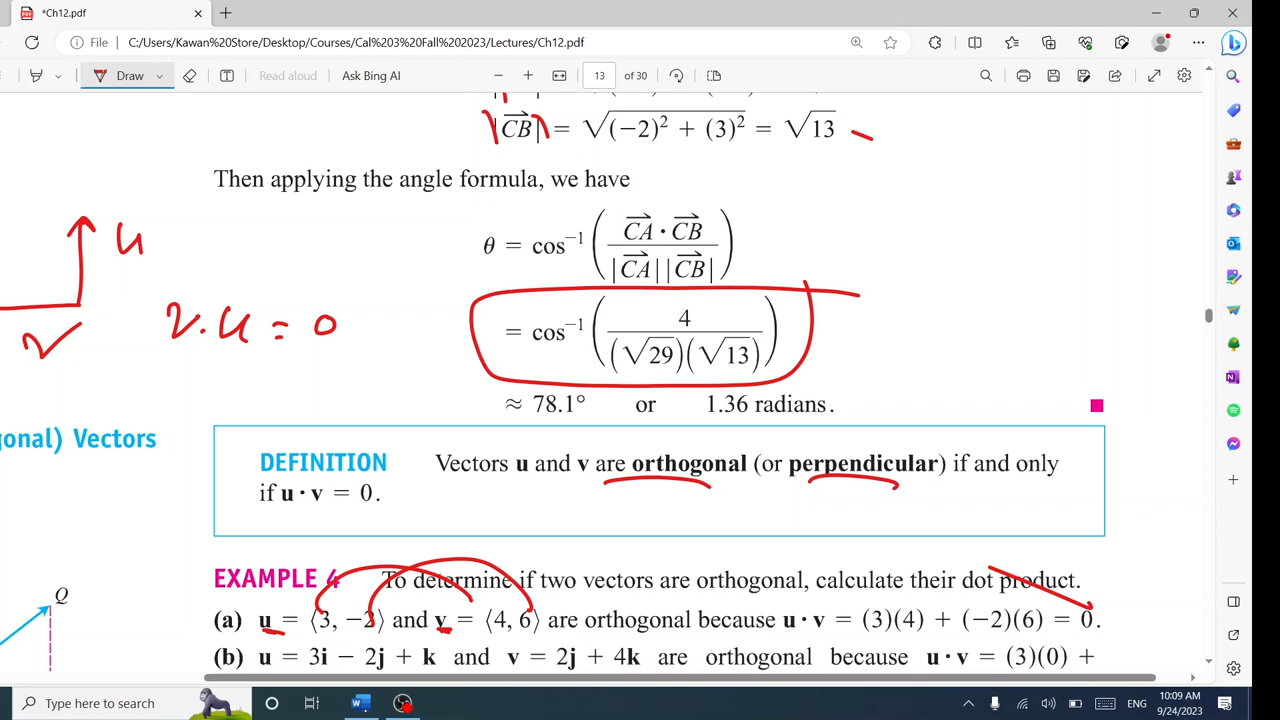 *Ch12.pdf
File C:/Users/Kawan%20Store/Desktop/Courses/Cal%203%20Fall%202023/Lectures/Ch12.pdf
Draw Read aloud Ask Bing AI 13 of 30
|CB| = √(−2)² + (3)² = √13
Then applying the angle formula, we have
θ = cos⁻¹ ( CA · CB / |CA| |CB| )
u
v
v.u = 0
= cos⁻¹ ( 4 / (√29)(√13) )
≈ 78.1° or 1.36 radians.
gonal) Vectors
DEFINITION Vectors u and v are orthogonal (or perpendicular) if and only
if u · v = 0.
Q
EXAMPLE 4 To determine if two vectors are orthogonal, calculate their dot product.
(a) u = ⟨3, −2⟩ and v = ⟨4, 6⟩ are orthogonal because u · v = (3)(4) + (−2)(6) = 0.
(b) u = 3i − 2j + k and v = 2j + 4k are orthogonal because u · v = (3)(0) +
Type here to search
ENG
10:09 AM
9/24/2023